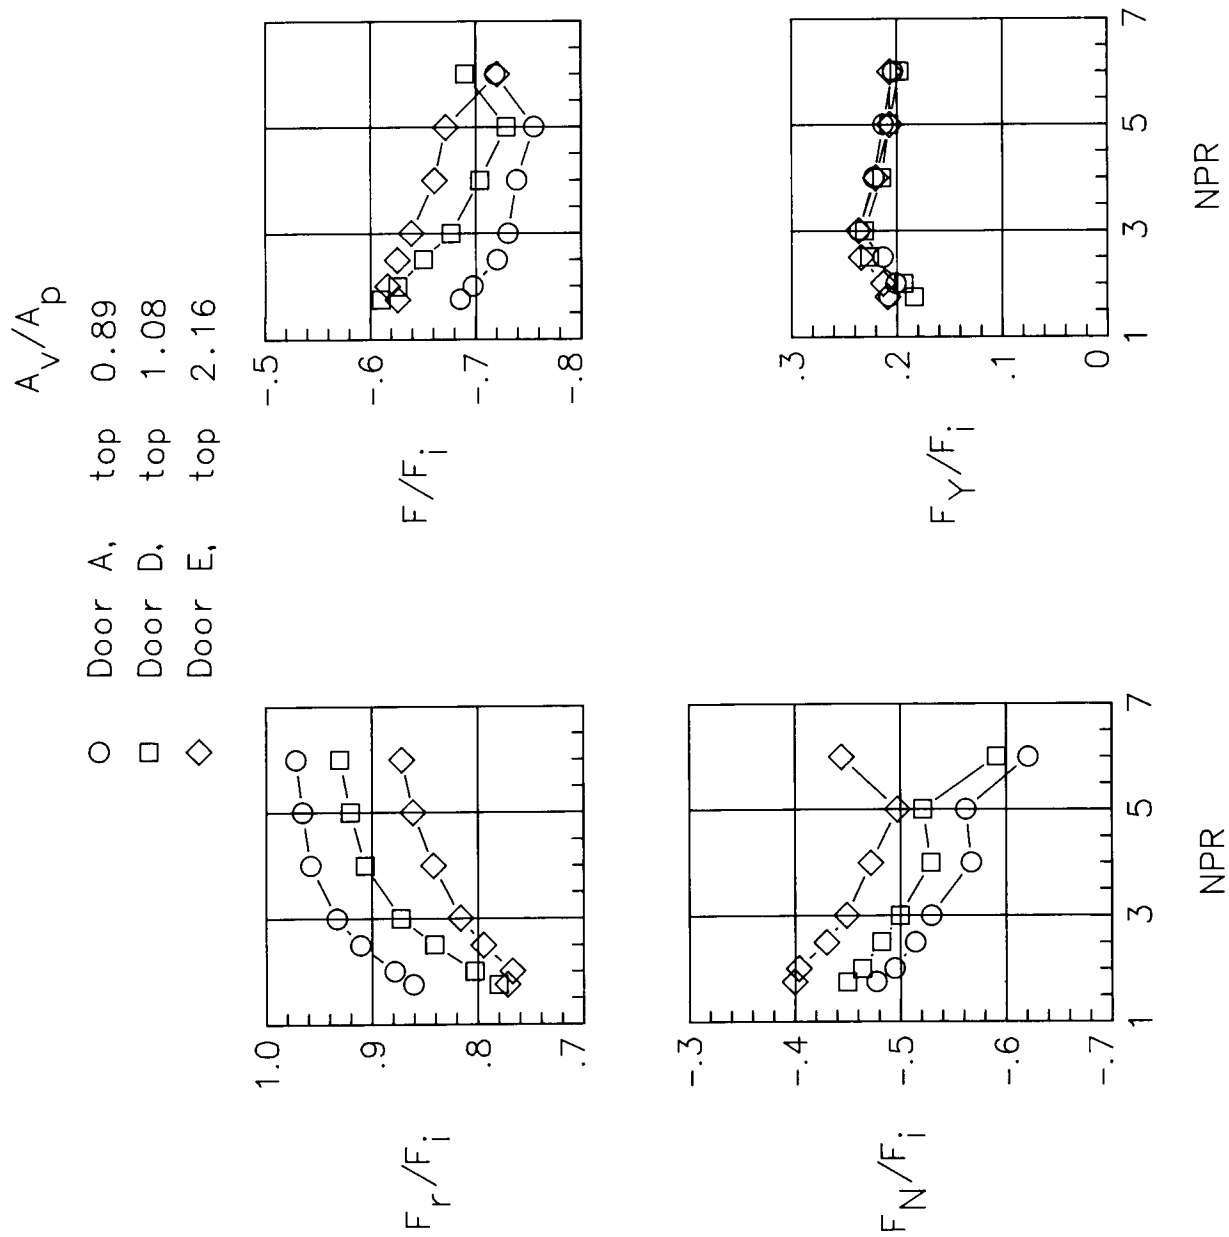 A_v/A_p
Door A, top 0.89
Door D, top 1.08
Door E, top 2.16
F_r/F_i
1.0
.9
.8
.7
F/F_i
-.5
-.6
-.7
-.8
F_N/F_i
-.3
-.4
-.5
-.6
-.7
1 3 5 7
NPR
F_Y/F_i
.3
.2
.1
0
1 3 5 7
NPR